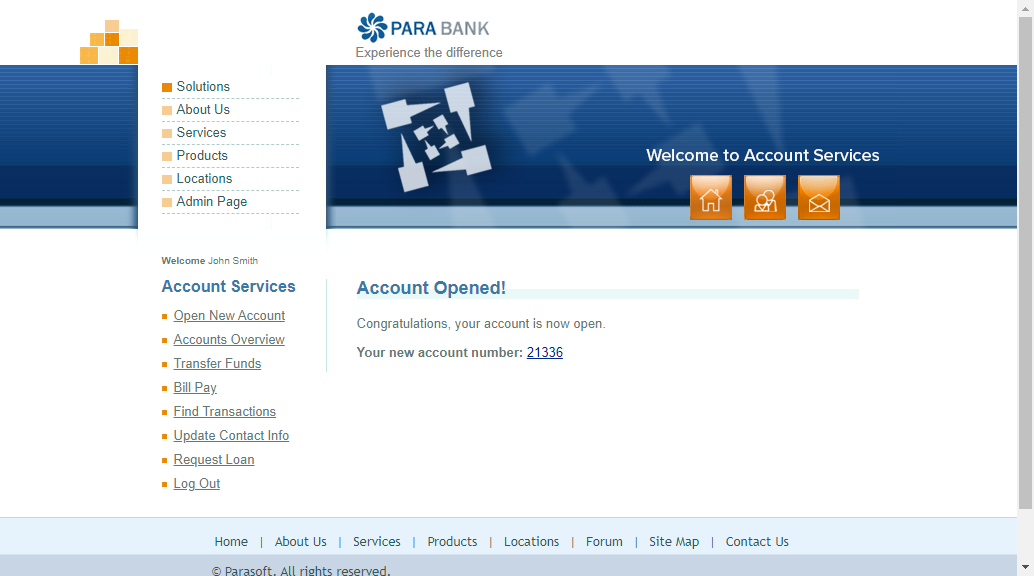 PARA BANK
Experience the difference
Solutions
About Us
Services
Products
Locations
Admin Page
Welcome to Account Services
Welcome John Smith
Account Services
Open New Account
Accounts Overview
Transfer Funds
Bill Pay
Find Transactions
Update Contact Info
Request Loan
Log Out
Account Opened!
Congratulations, your account is now open.
Your new account number: 21336
Home | About Us | Services | Products | Locations | Forum | Site Map | Contact Us
© Parasoft. All rights reserved.